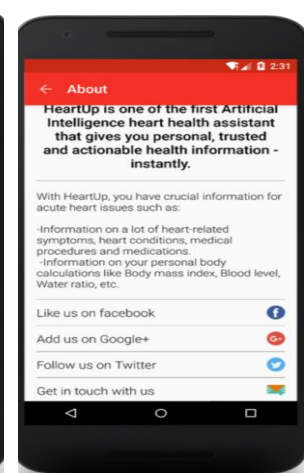 2:31
About
HeartUp is one of the first Artificial
Intelligence heart health assistant
that gives you personal, trusted
and actionable health information -
instantly.
With HeartUp, you have crucial information for
acute heart issues such as:
-Information on a lot of heart-related
symptoms, heart conditions, medical
procedures and medications.
-Information on your personal body
calculations like Body mass index, Blood level,
Water ratio, etc.
Like us on facebook
f
Add us on Google+
G+
Follow us on Twitter
Get in touch with us